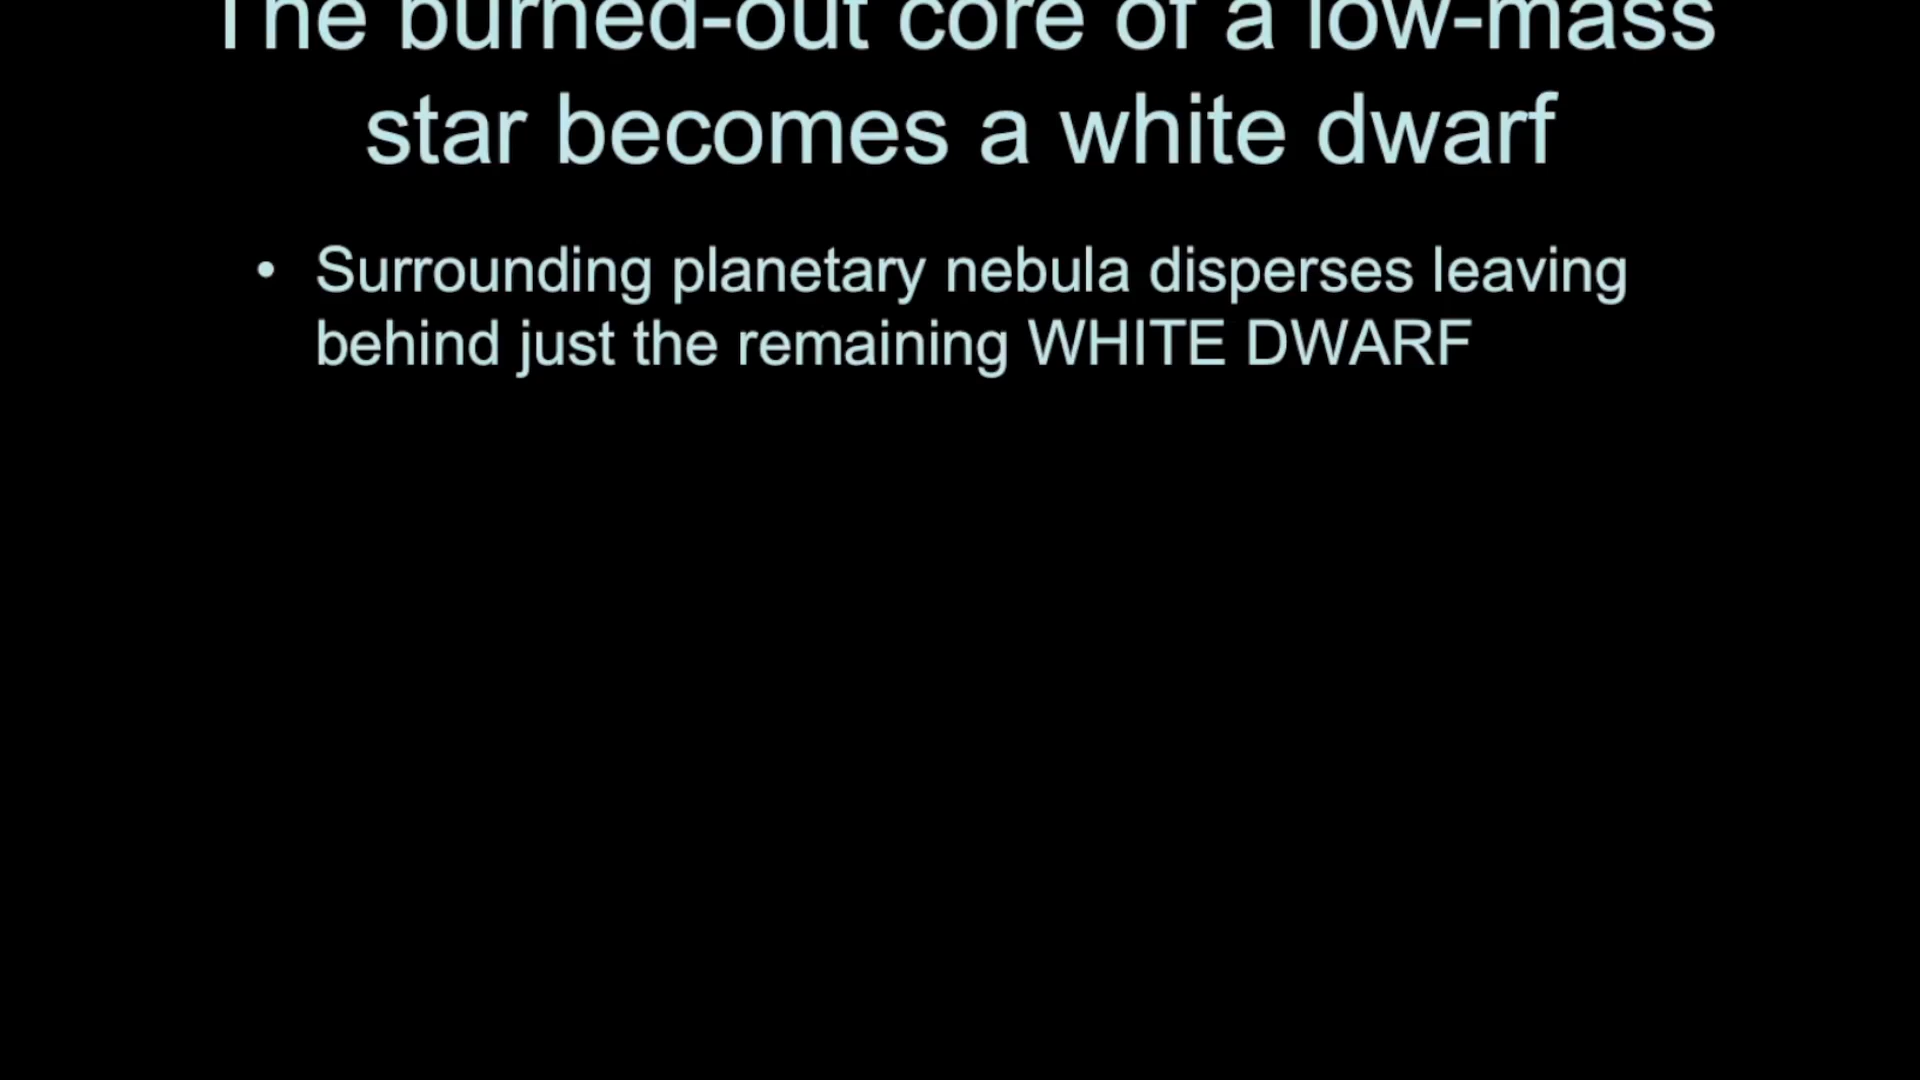 The burned-out core of a low-mass
star becomes a white dwarf
• Surrounding planetary nebula disperses leaving
behind just the remaining WHITE DWARF